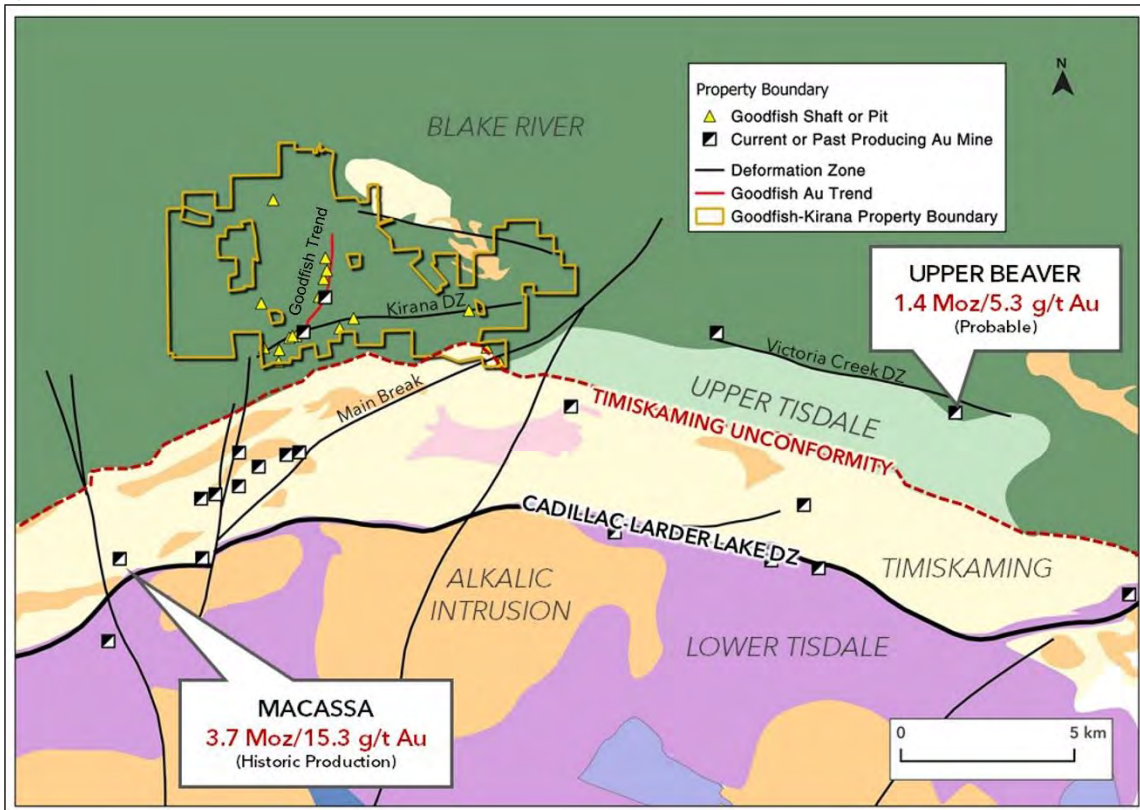 N
Property Boundary
Goodfish Shaft or Pit
Current or Past Producing Au Mine
Deformation Zone
Goodfish Au Trend
Goodfish-Kirana Property Boundary
BLAKE RIVER
Goodfish Trend
Kirana DZ
UPPER BEAVER
1.4 Moz/5.3 g/t Au
(Probable)
Victoria Creek DZ
Main Break
UPPER TISDALE
TIMISKAMING UNCONFORMITY
CADILLAC-LARDER LAKE DZ
ALKALIC
INTRUSION
TIMISKAMING
LOWER TISDALE
MACASSA
3.7 Moz/15.3 g/t Au
(Historic Production)
0 5 km